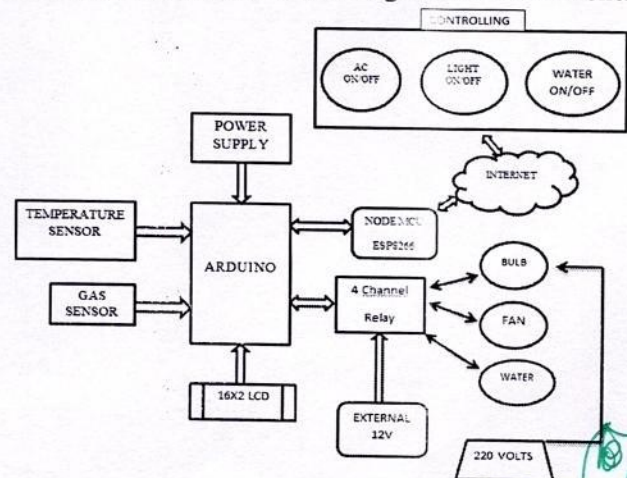 CONTROLLING
AC
ON/OFF
LIGHT
ON/OFF
WATER
ON/OFF
POWER
SUPPLY
INTERNET
TEMPERATURE
SENSOR
NODE MCU
ESP8266
ARDUINO
BULB
GAS
SENSOR
4 Channel
Relay
FAN
WATER
16X2 LCD
EXTERNAL
12V
220 VOLTS